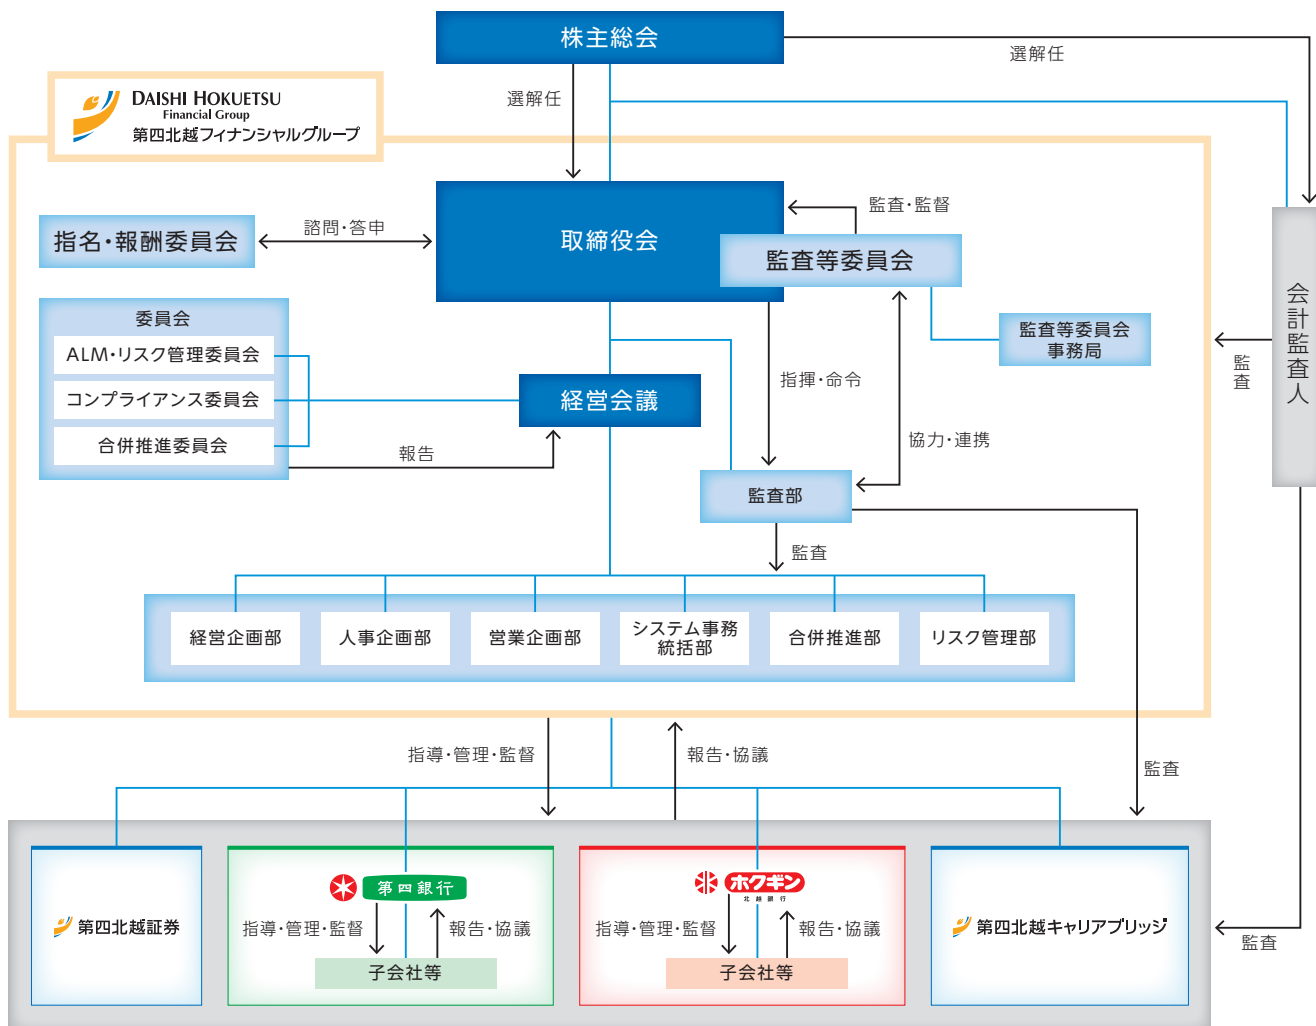 株主総会
選解任
選解任
DAISHI HOKUETSU
Financial Group
第四北越フィナンシャルグループ
取締役会
監査・監督
監査等委員会
指名・報酬委員会
諮問・答申
会計監査人
委員会
ALM・リスク管理委員会
コンプライアンス委員会
合併推進委員会
監査等委員会
事務局
監査
経営会議
指揮・命令
協力・連携
報告
監査部
監査
経営企画部
人事企画部
営業企画部
システム事務
統括部
合併推進部
リスク管理部
指導・管理・監督
報告・協議
監査
第四北越証券
第四銀行
指導・管理・監督
報告・協議
子会社等
ホクギン
北越銀行
指導・管理・監督
報告・協議
子会社等
第四北越キャリアブリッジ
監査